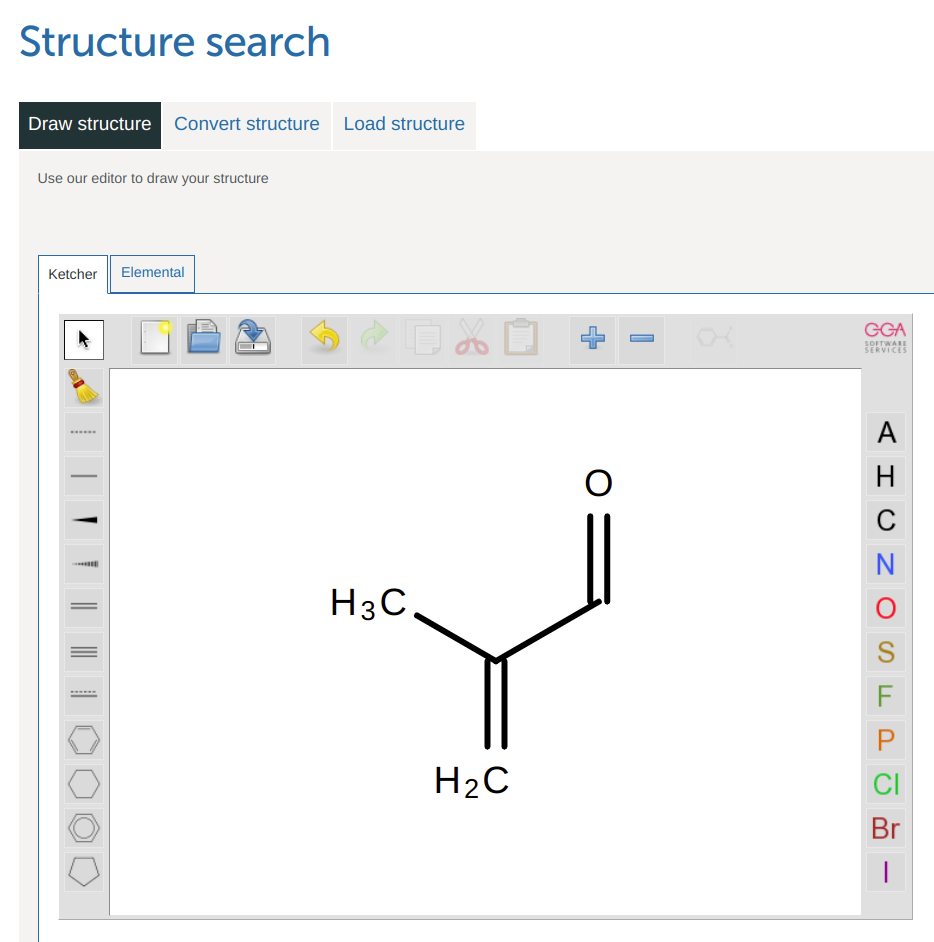 Structure search
Draw structure
Convert structure
Load structure
Use our editor to draw your structure
Ketcher
Elemental
GGA
SOFTWARE
SERVICES
A
H
C
N
O
S
F
P
Cl
Br
I
O
H3C
H2C